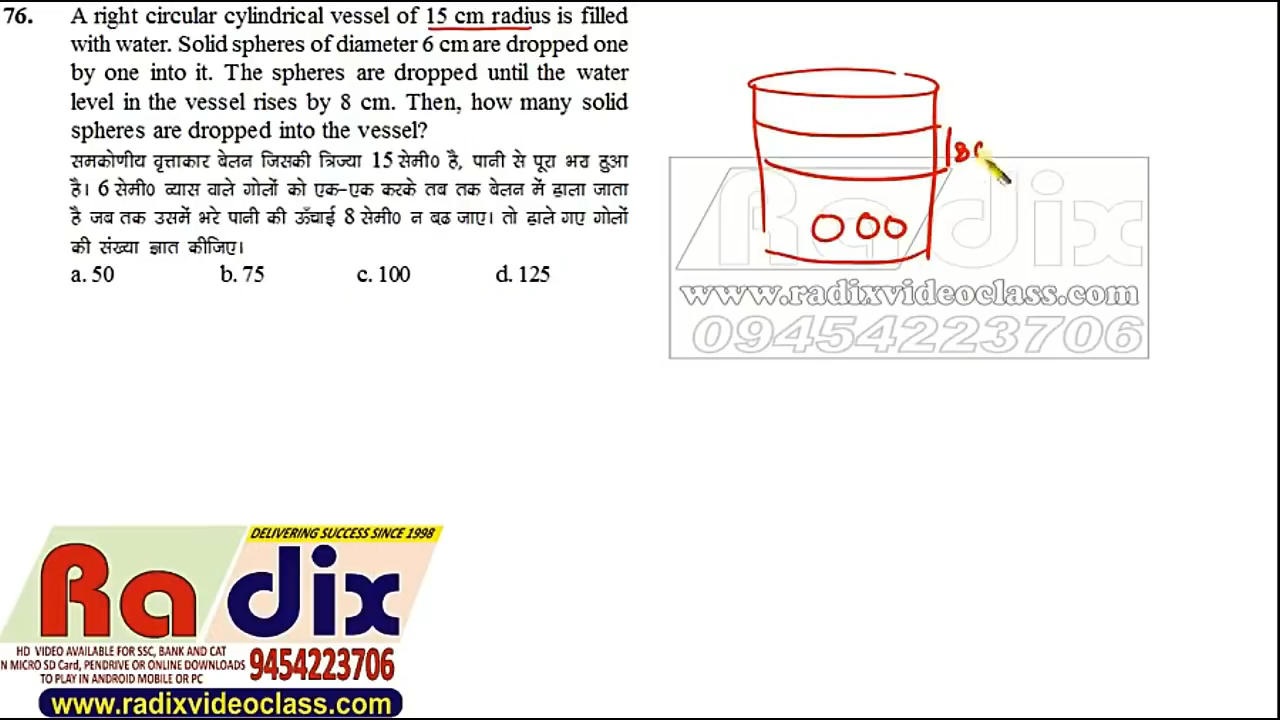 76. A right circular cylindrical vessel of 15 cm radius is filled
with water. Solid spheres of diameter 6 cm are dropped one
by one into it. The spheres are dropped until the water
level in the vessel rises by 8 cm. Then, how many solid
spheres are dropped into the vessel?
समकोणीय वृत्ताकार बेलन जिसकी त्रिज्या 15 सेमी० है, पानी से पूरा भरा हुआ
है। 6 सेमी० व्यास वाले गोलों को एक-एक करके तब तक बेलन में डाला जाता
है जब तक उसमें भरे पानी की ऊँचाई 8 सेमी० न बढ जाए। तो डाले गए गोलों
की संख्या ज्ञात कीजिए।
a. 50 b. 75 c. 100 d. 125
8c
Radix
www.radixvideoclass.com
09454223706
DELIVERING SUCCESS SINCE 1998
Radix
HD VIDEO AVAILABLE FOR SSC, BANK AND CAT
N MICRO SD Card, PENDRIVE OR ONLINE DOWNLOADS
TO PLAY IN ANDROID MOBILE OR PC
9454223706
www.radixvideoclass.com